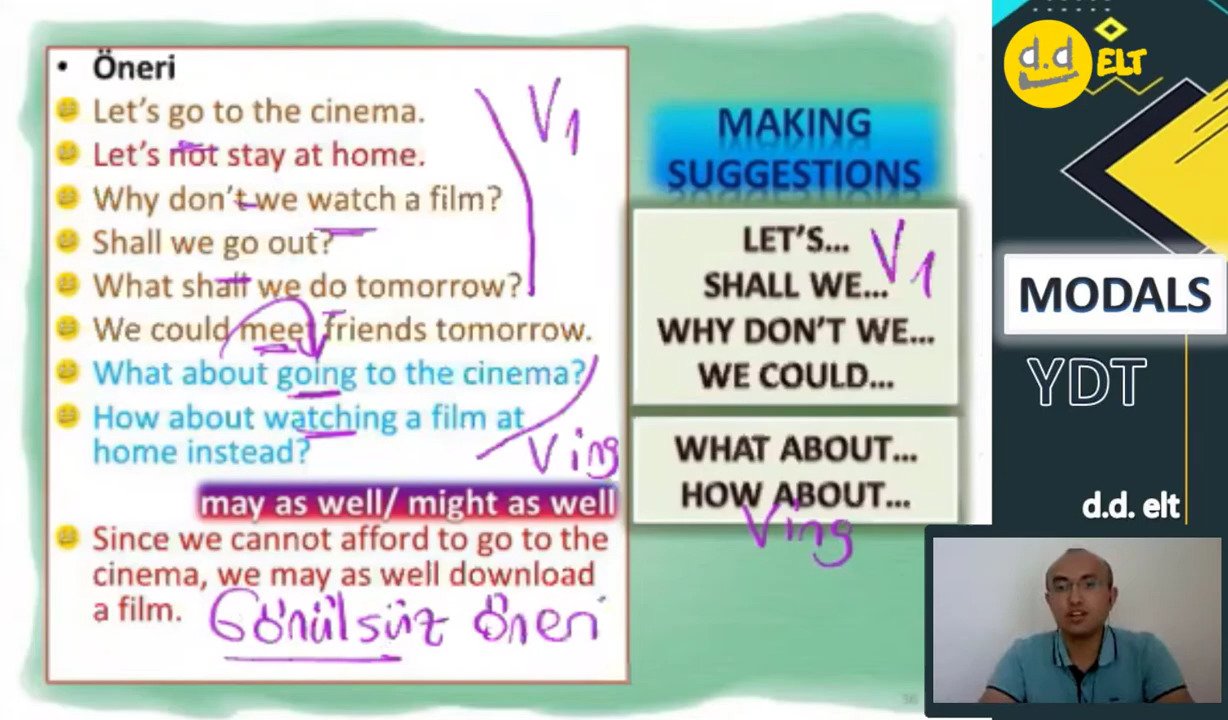 • Öneri
Let's go to the cinema.
Let's not stay at home.
Why don't we watch a film?
Shall we go out?
What shall we do tomorrow?
We could meet friends tomorrow.
What about going to the cinema?
How about watching a film at
home instead?
may as well/ might as well
Since we cannot afford to go to the
cinema, we may as well download
a film.
Gönülsüz öneri
V1
Ving
MAKING
SUGGESTIONS
LET'S...
SHALL WE...
WHY DON'T WE...
WE COULD...
V1
WHAT ABOUT...
HOW ABOUT...
Ving
d.d ELT
MODALS
YDT
d.d. elt